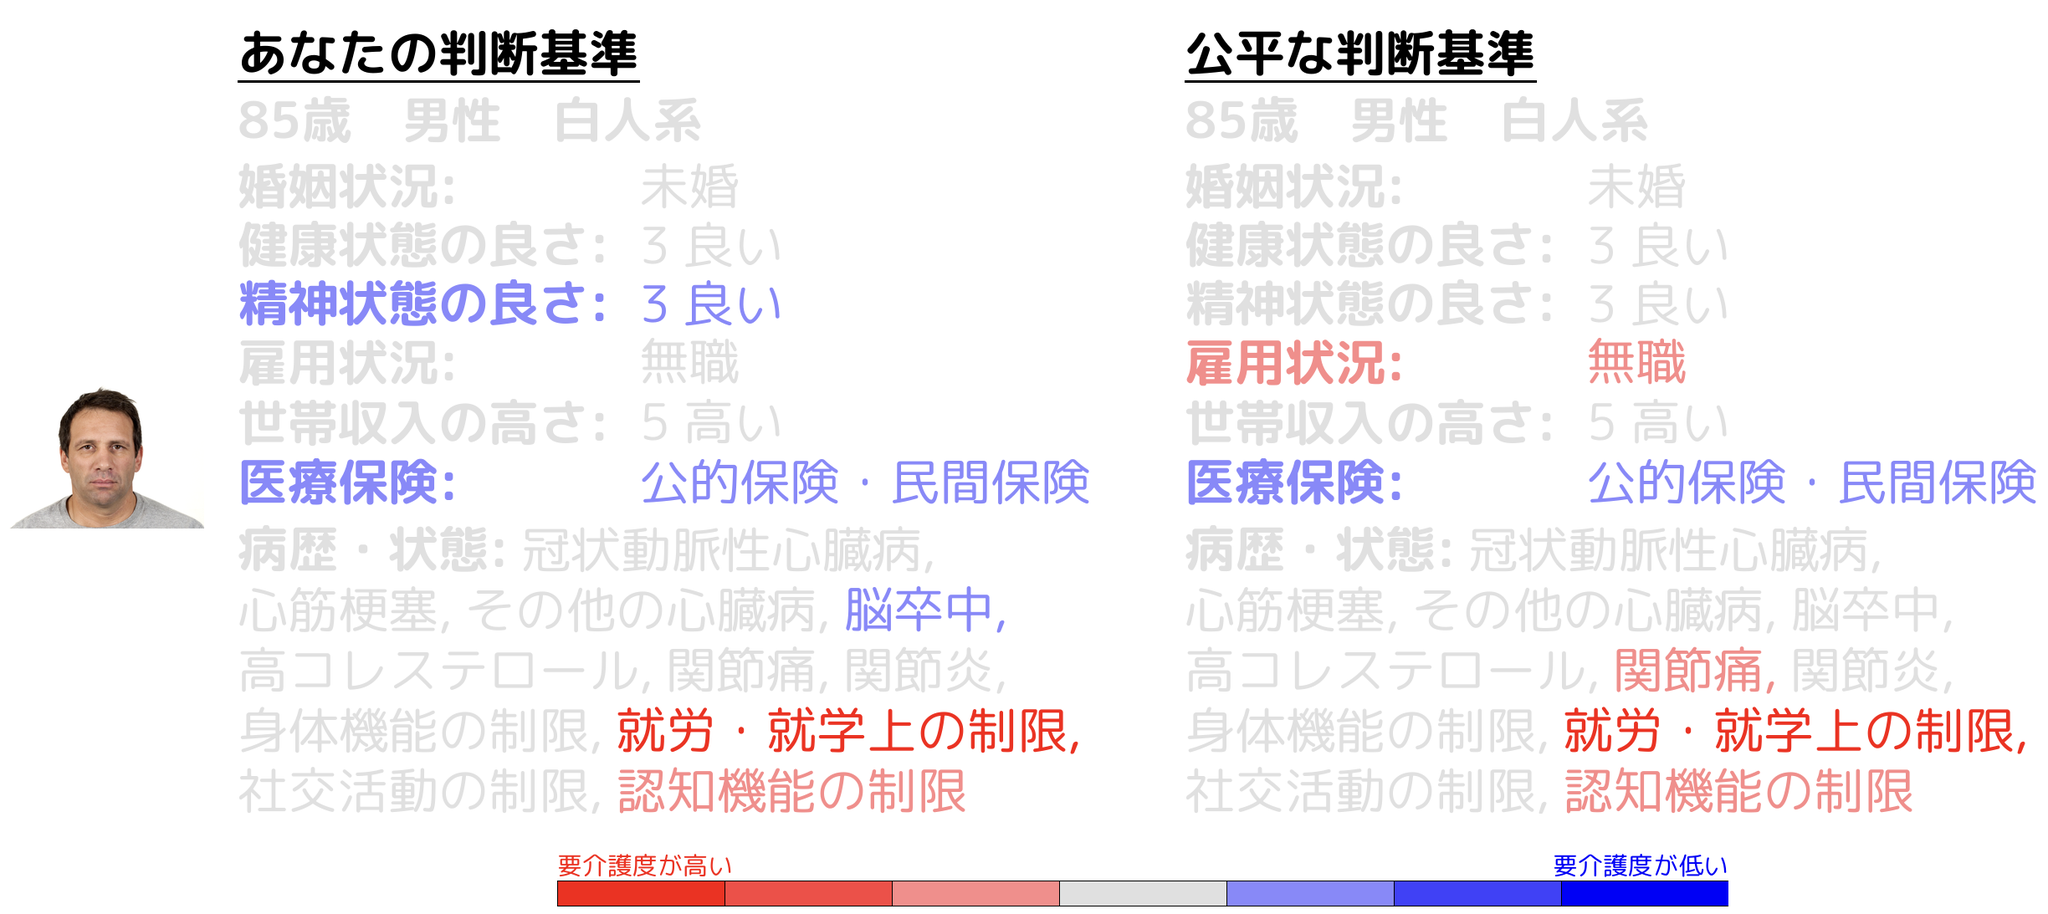 あなたの判断基準
85歳 男性 白人系
婚姻状況: 未婚
健康状態の良さ: 3 良い
精神状態の良さ: 3 良い
雇用状況: 無職
世帯収入の高さ: 5 高い
医療保険: 公的保険・民間保険
病歴・状態: 冠状動脈性心臓病,
心筋梗塞, その他の心臓病, 脳卒中,
高コレステロール, 関節痛, 関節炎,
身体機能の制限, 就労・就学上の制限,
社交活動の制限, 認知機能の制限
公平な判断基準
85歳 男性 白人系
婚姻状況: 未婚
健康状態の良さ: 3 良い
精神状態の良さ: 3 良い
雇用状況: 無職
世帯収入の高さ: 5 高い
医療保険: 公的保険・民間保険
病歴・状態: 冠状動脈性心臓病,
心筋梗塞, その他の心臓病, 脳卒中,
高コレステロール, 関節痛, 関節炎,
身体機能の制限, 就労・就学上の制限,
社交活動の制限, 認知機能の制限
要介護度が高い
要介護度が低い